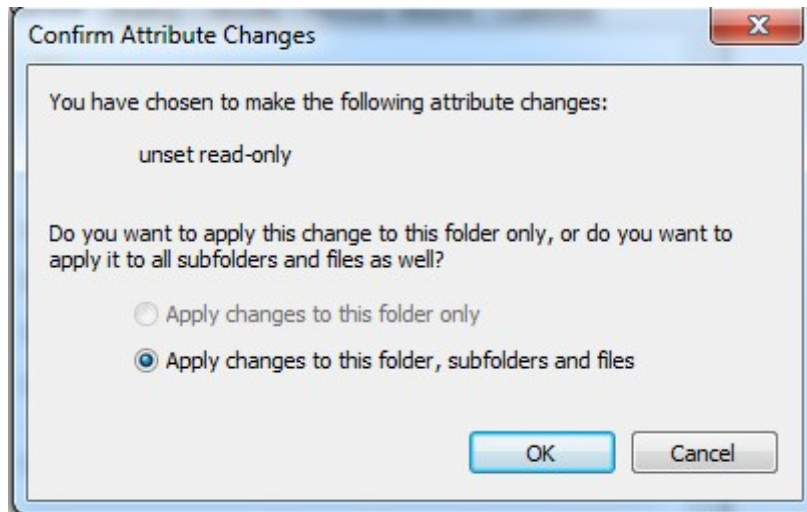 Confirm Attribute Changes
You have chosen to make the following attribute changes:
unset read-only
Do you want to apply this change to this folder only, or do you want to
apply it to all subfolders and files as well?
Apply changes to this folder only
Apply changes to this folder, subfolders and files
OK
Cancel